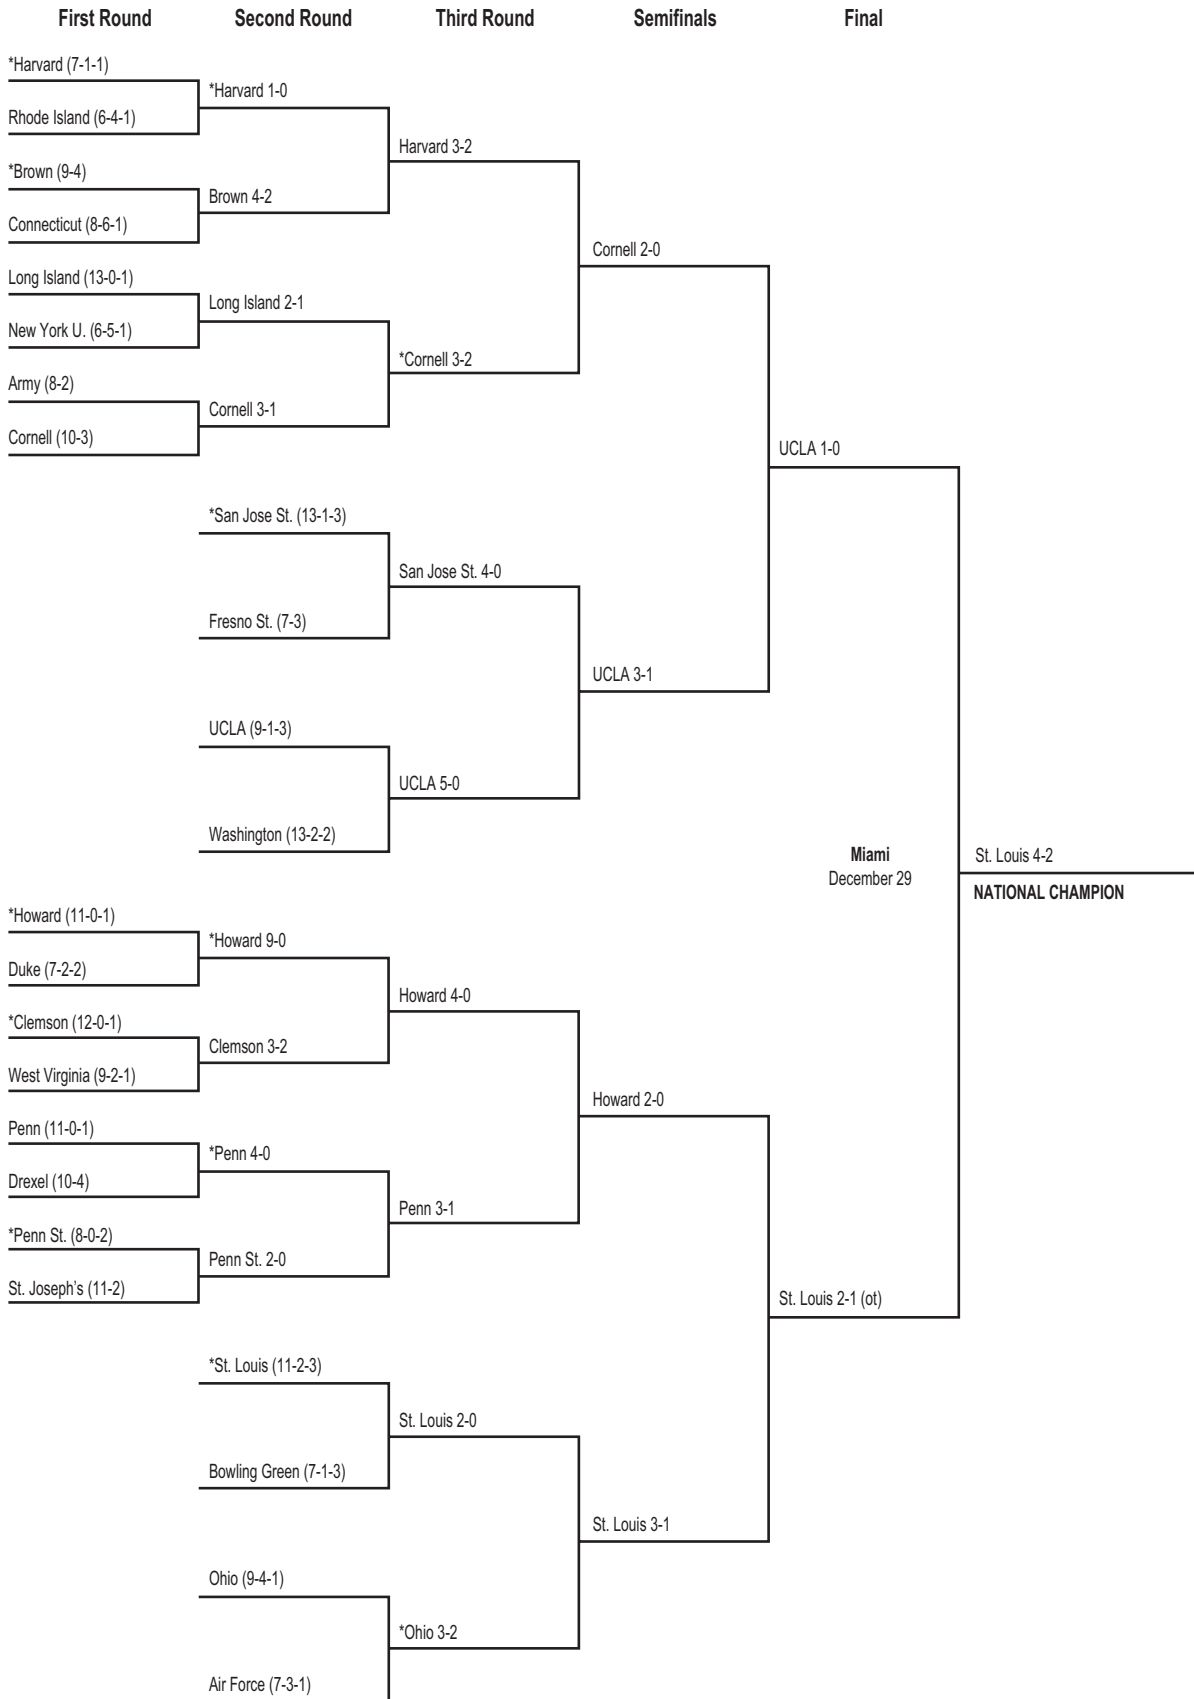 First Round
Second Round
Third Round
Semifinals
Final
*Harvard (7-1-1)
Rhode Island (6-4-1)
*Brown (9-4)
Connecticut (8-6-1)
Long Island (13-0-1)
New York U. (6-5-1)
Army (8-2)
Cornell (10-3)
*Harvard 1-0
Brown 4-2
Long Island 2-1
Cornell 3-1
*San Jose St. (13-1-3)
Fresno St. (7-3)
UCLA (9-1-3)
Washington (13-2-2)
Harvard 3-2
*Cornell 3-2
San Jose St. 4-0
UCLA 5-0
Cornell 2-0
UCLA 3-1
UCLA 1-0
*Howard (11-0-1)
Duke (7-2-2)
*Clemson (12-0-1)
West Virginia (9-2-1)
Penn (11-0-1)
Drexel (10-4)
*Penn St. (8-0-2)
St. Joseph's (11-2)
*Howard 9-0
Clemson 3-2
*Penn 4-0
Penn St. 2-0
*St. Louis (11-2-3)
Bowling Green (7-1-3)
Ohio (9-4-1)
Air Force (7-3-1)
Howard 4-0
Penn 3-1
St. Louis 2-0
*Ohio 3-2
Howard 2-0
St. Louis 3-1
St. Louis 2-1 (ot)
Miami
December 29
St. Louis 4-2
NATIONAL CHAMPION